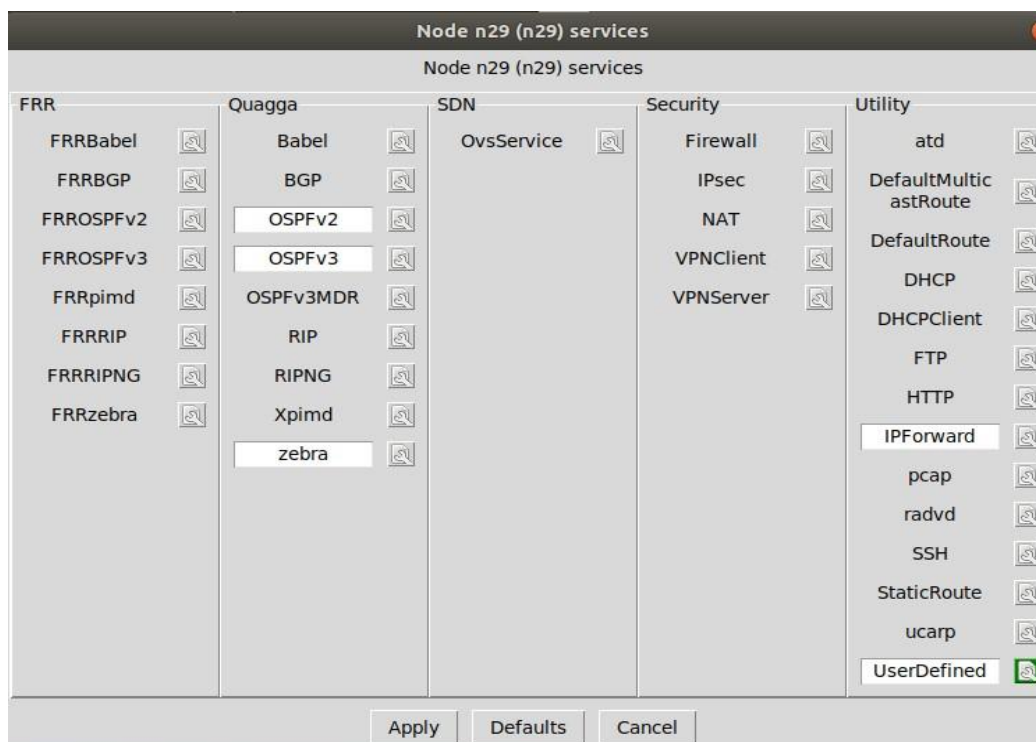 Node n29 (n29) services
Node n29 (n29) services
FRR
FRRBabel
FRRBGP
FRROSPFv2
FRROSPFv3
FRRpimd
FRRRIP
FRRRIPNG
FRRzebra
Quagga
Babel
BGP
OSPFv2
OSPFv3
OSPFv3MDR
RIP
RIPNG
Xpimd
zebra
SDN
OvsService
Security
Firewall
IPsec
NAT
VPNClient
VPNServer
Utility
atd
DefaultMultic
astRoute
DefaultRoute
DHCP
DHCPClient
FTP
HTTP
IPForward
pcap
radvd
SSH
StaticRoute
ucarp
UserDefined
Apply
Defaults
Cancel